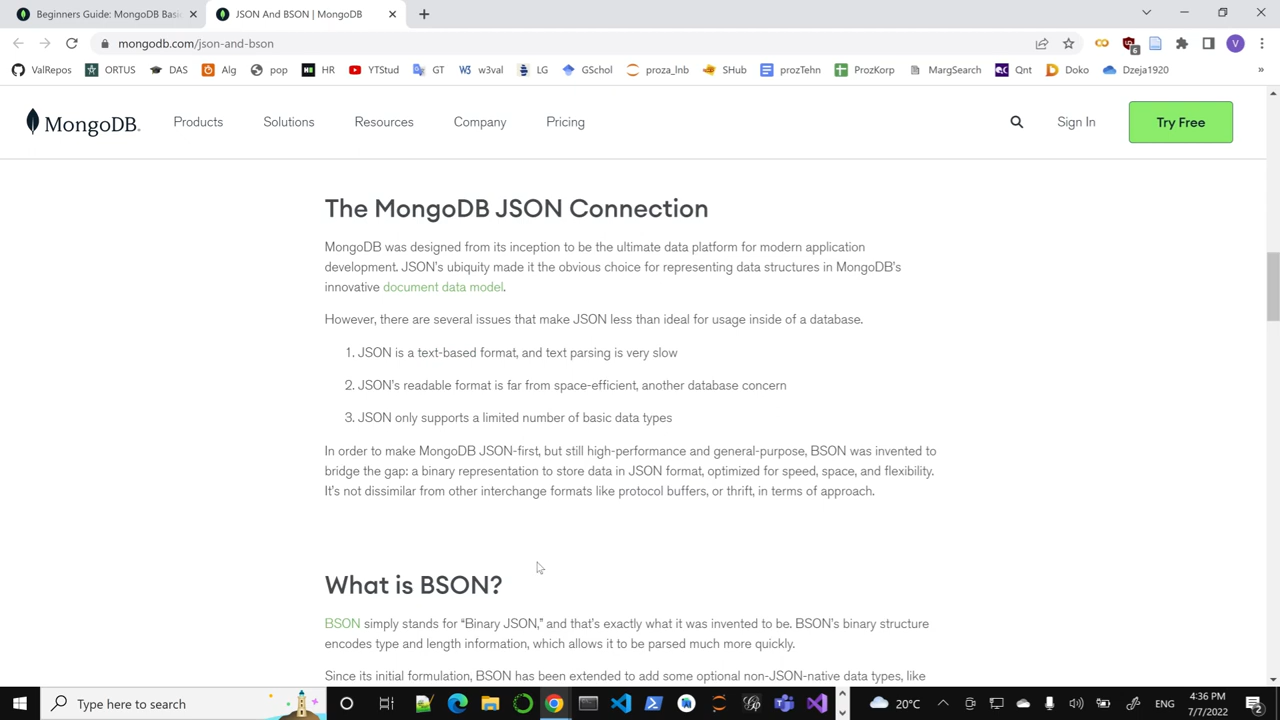 Beginners Guide: MongoDB Basi
JSON And BSON | MongoDB
mongodb.com/json-and-bson
6
V
ValRepos
ORTUS
DAS
Alg
pop
HR
YTStud
GT
w3val
LG
GSchol
proza_lnb
SHub
prozTehn
ProzKorp
MargSearch
Qnt
Doko
Dzeja1920
»
MongoDB.
Products
Solutions
Resources
Company
Pricing
Sign In
Try Free
The MongoDB JSON Connection
MongoDB was designed from its inception to be the ultimate data platform for modern application
development. JSON's ubiquity made it the obvious choice for representing data structures in MongoDB's
innovative document data model.
However, there are several issues that make JSON less than ideal for usage inside of a database.
1. JSON is a text-based format, and text parsing is very slow
2. JSON's readable format is far from space-efficient, another database concern
3. JSON only supports a limited number of basic data types
In order to make MongoDB JSON-first, but still high-performance and general-purpose, BSON was invented to
bridge the gap: a binary representation to store data in JSON format, optimized for speed, space, and flexibility.
It's not dissimilar from other interchange formats like protocol buffers, or thrift, in terms of approach.
What is BSON?
BSON simply stands for “Binary JSON,” and that's exactly what it was invented to be. BSON's binary structure
encodes type and length information, which allows it to be parsed much more quickly.
Since its initial formulation, BSON has been extended to add some optional non-JSON-native data types, like
Type here to search
20°C
ENG
4:36 PM
7/7/2022
2